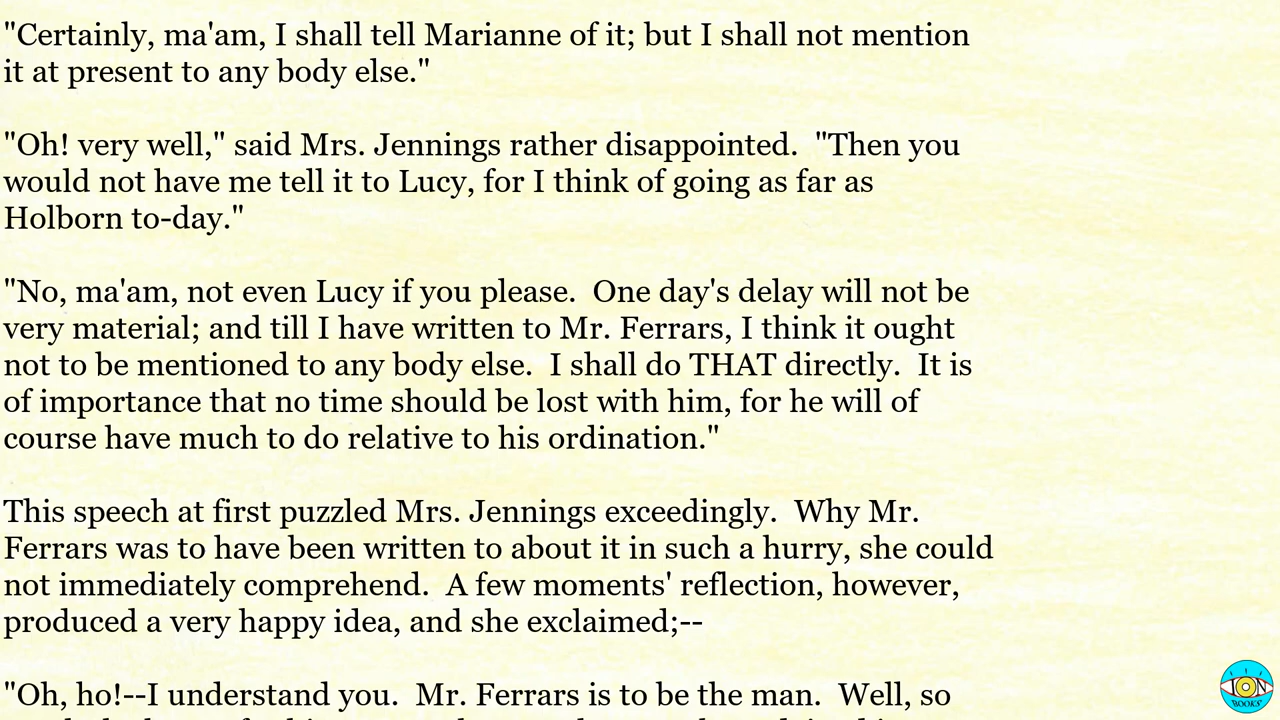 "Certainly, ma'am, I shall tell Marianne of it; but I shall not mention
it at present to any body else."
"Oh! very well," said Mrs. Jennings rather disappointed.  "Then you
would not have me tell it to Lucy, for I think of going as far as
Holborn to-day."
"No, ma'am, not even Lucy if you please.  One day's delay will not be
very material; and till I have written to Mr. Ferrars, I think it ought
not to be mentioned to any body else.  I shall do THAT directly.  It is
of importance that no time should be lost with him, for he will of
course have much to do relative to his ordination."
This speech at first puzzled Mrs. Jennings exceedingly.  Why Mr.
Ferrars was to have been written to about it in such a hurry, she could
not immediately comprehend.  A few moments' reflection, however,
produced a very happy idea, and she exclaimed;--
"Oh, ho!--I understand you.  Mr. Ferrars is to be the man.  Well, so
ION
BOOKS